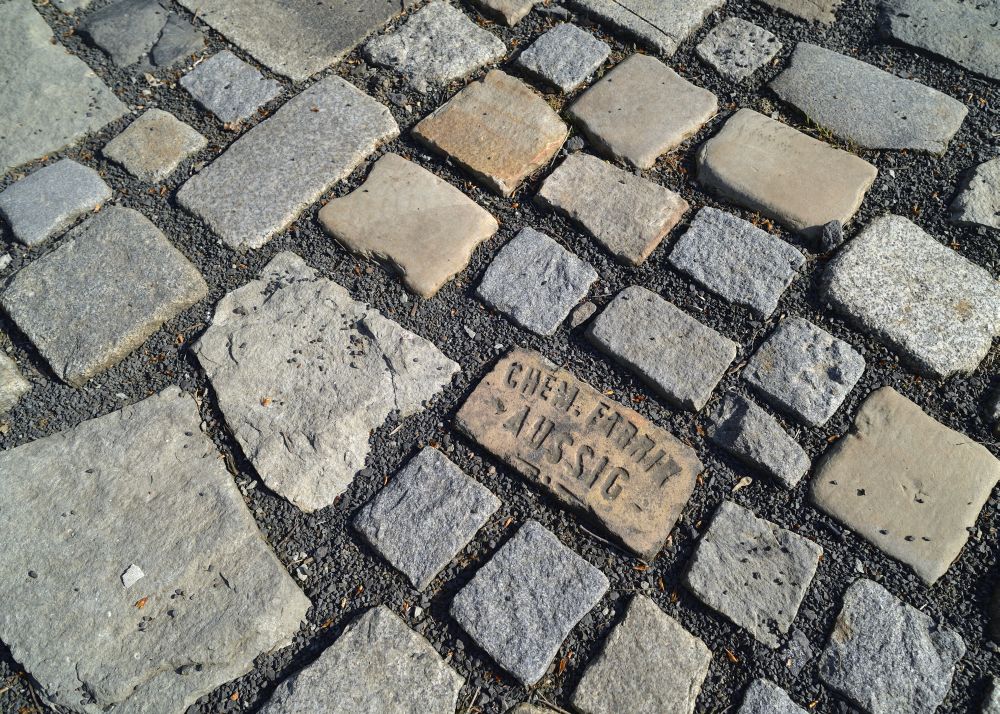 CHEM. FABRIK
- AUSSIG -